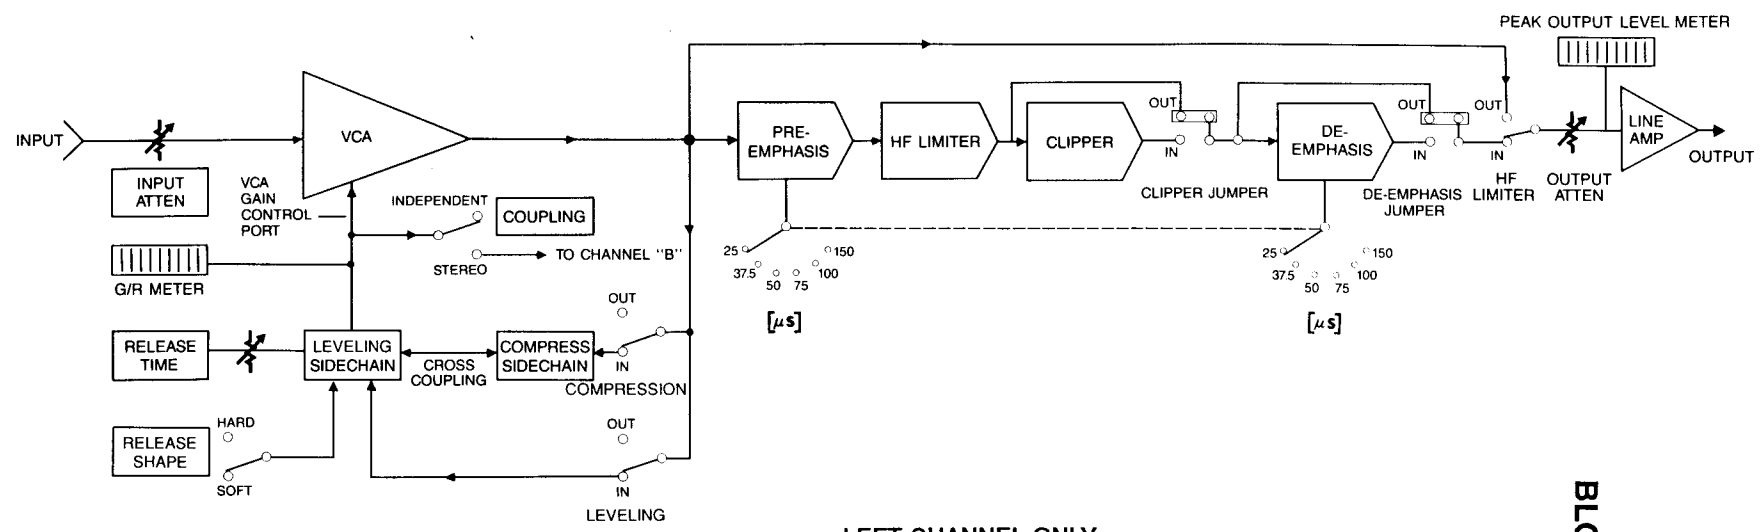 PEAK OUTPUT LEVEL METER
INPUT
VCA
INPUT
ATTEN
VCA
GAIN
CONTROL
PORT
INDEPENDENT
COUPLING
STEREO
TO CHANNEL "B"
G/R METER
RELEASE
TIME
LEVELING
SIDECHAIN
CROSS
COUPLING
COMPRESS
SIDECHAIN
OUT
IN
COMPRESSION
RELEASE
SHAPE
HARD
SOFT
OUT
IN
LEVELING
PRE-
EMPHASIS
HF LIMITER
CLIPPER
OUT
IN
CLIPPER JUMPER
DE-
EMPHASIS
OUT
IN
DE-EMPHASIS
JUMPER
OUT
IN
HF
LIMITER
OUTPUT
ATTEN
LINE
AMP
OUTPUT
25
37.5
50
75
100
150
[μs]
25
37.5
50
75
100
150
[μs]